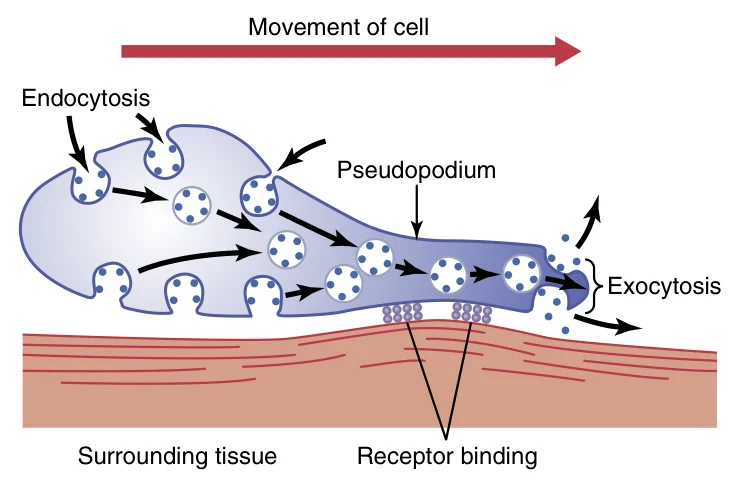 Movement of cell
Endocytosis
Pseudopodium
Exocytosis
Surrounding tissue
Receptor binding